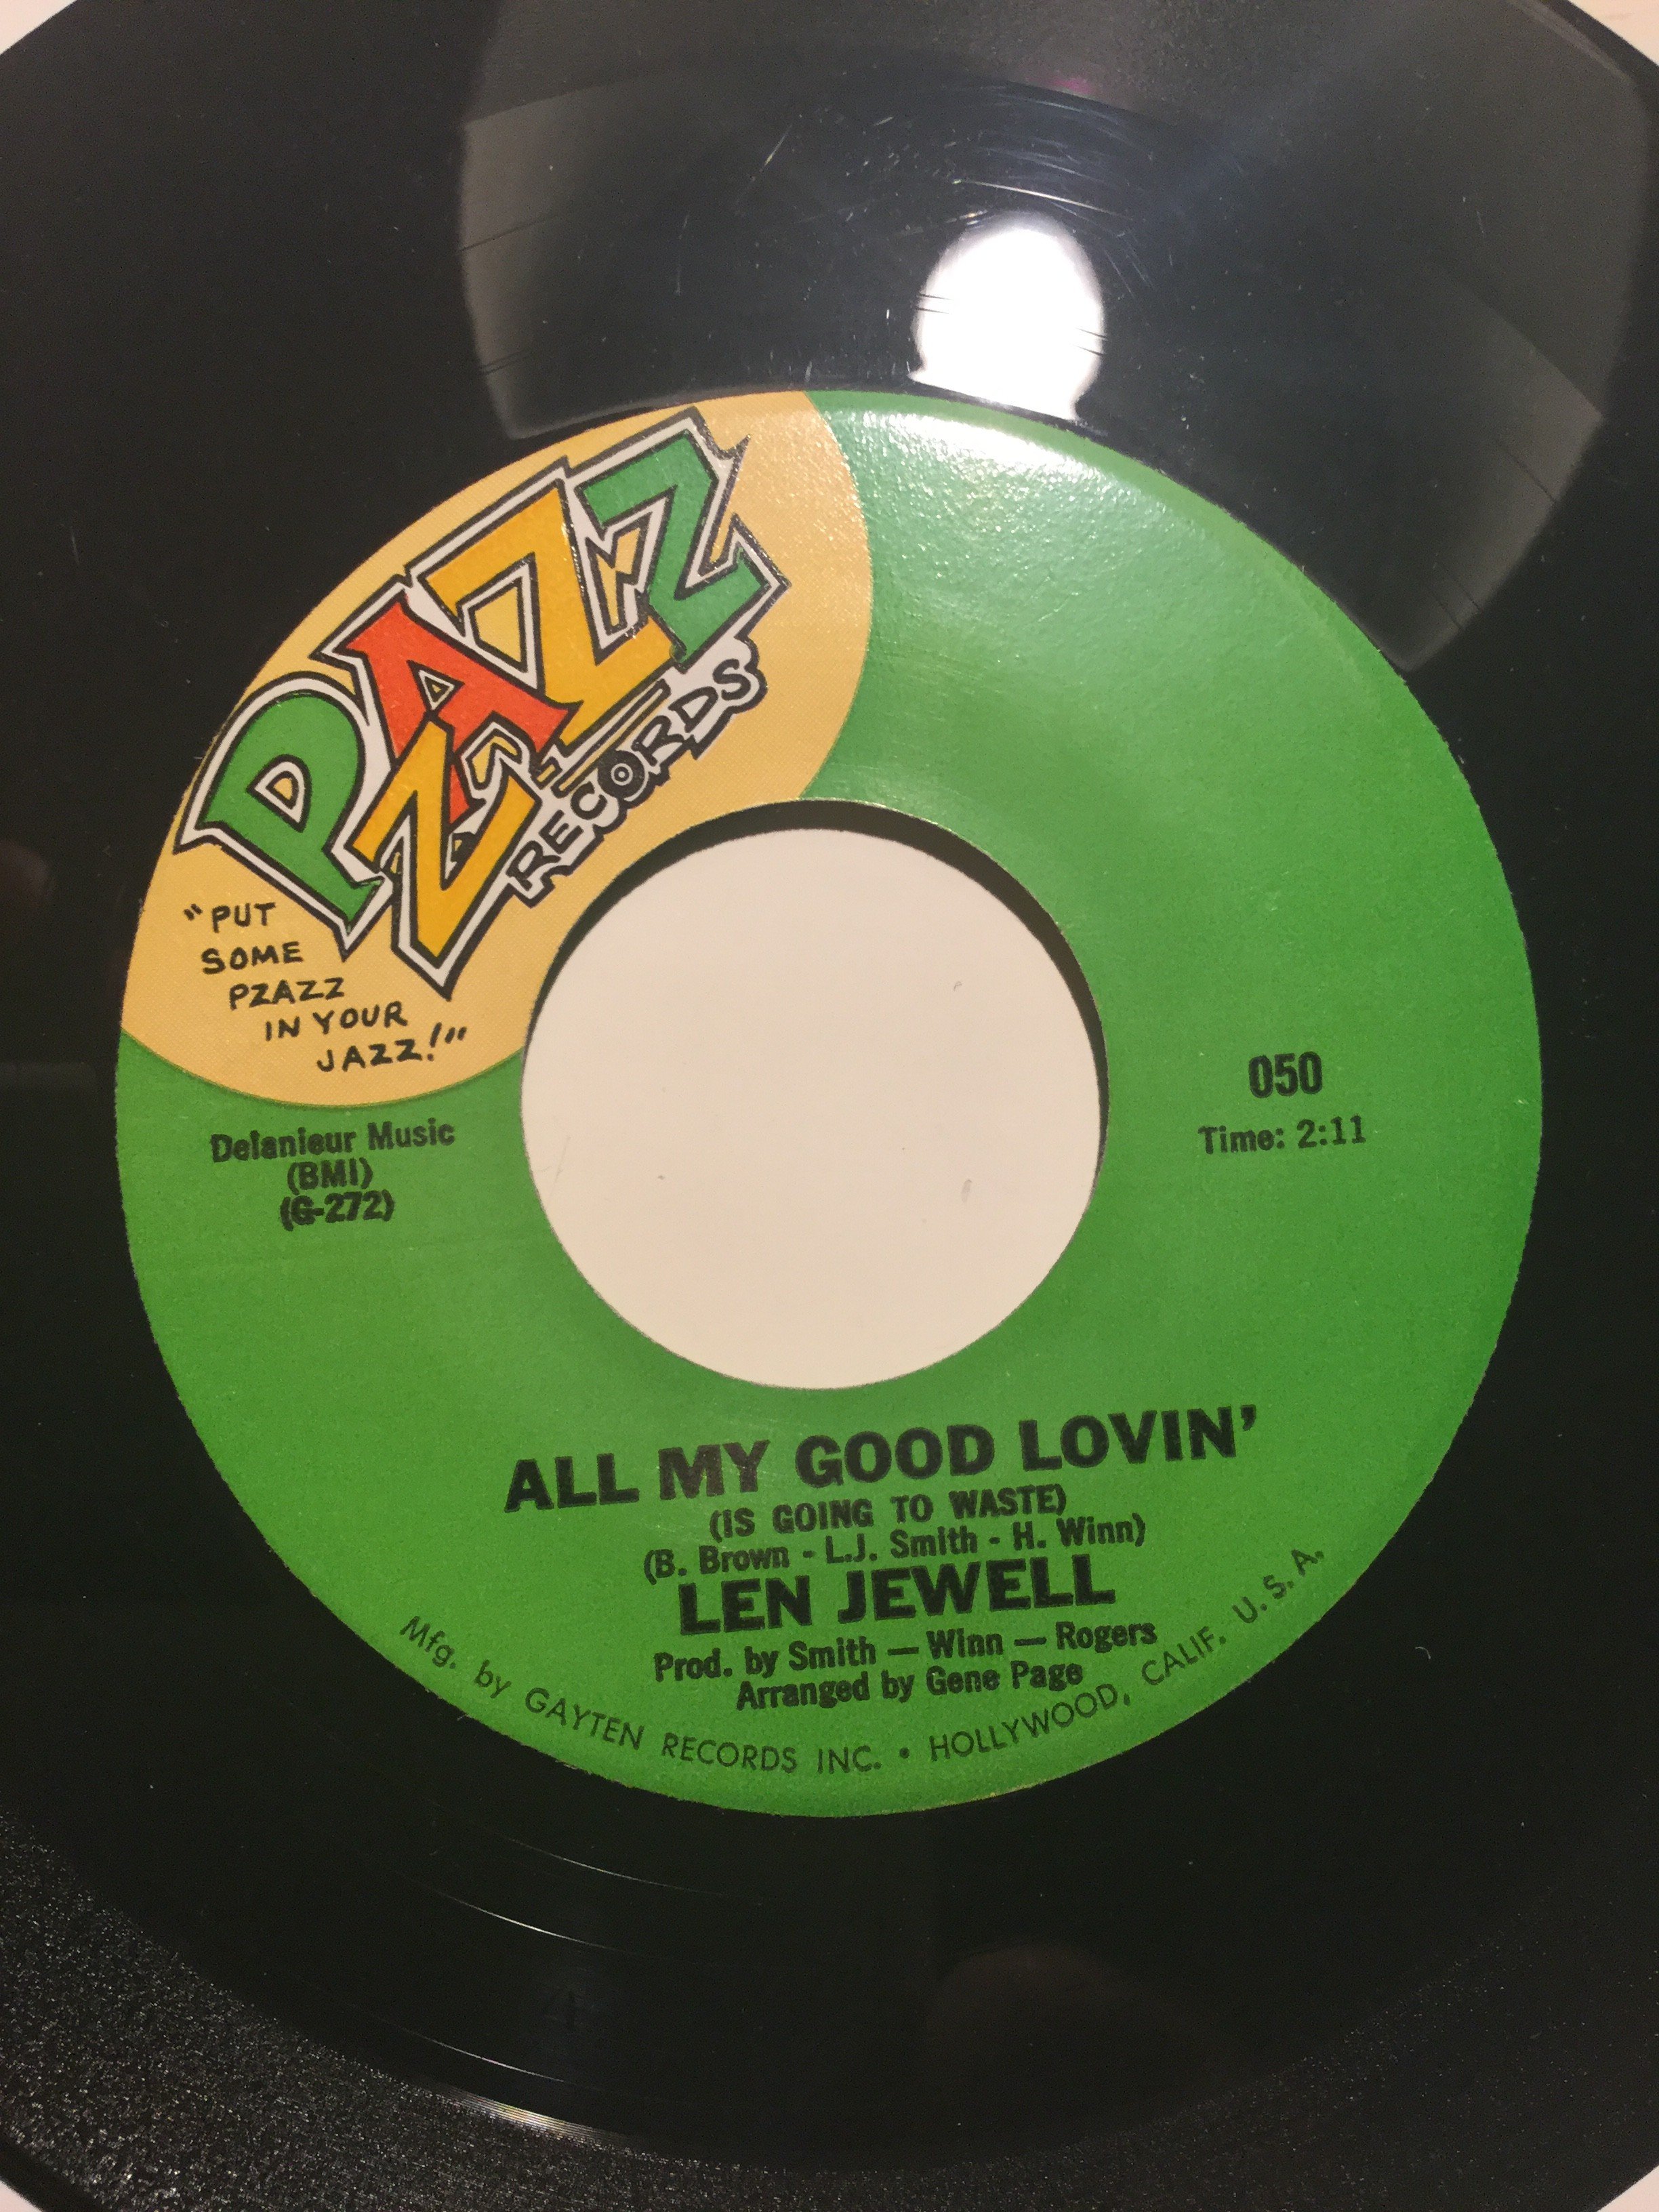 PZAZZ
RECORDS
"PUT
SOME
PZAZZ
IN YOUR
JAZZ!"
Delanieur Music
(BMI)
(G-272)
050
Time: 2:11
ALL MY GOOD LOVIN'
(IS GOING TO WASTE)
(B. Brown - L.J. Smith - H. Winn)
LEN JEWELL
Prod. by Smith — Winn — Rogers
Arranged by Gene Page
Mfg. by GAYTEN RECORDS INC. • HOLLYWOOD, CALIF. U. S. A.